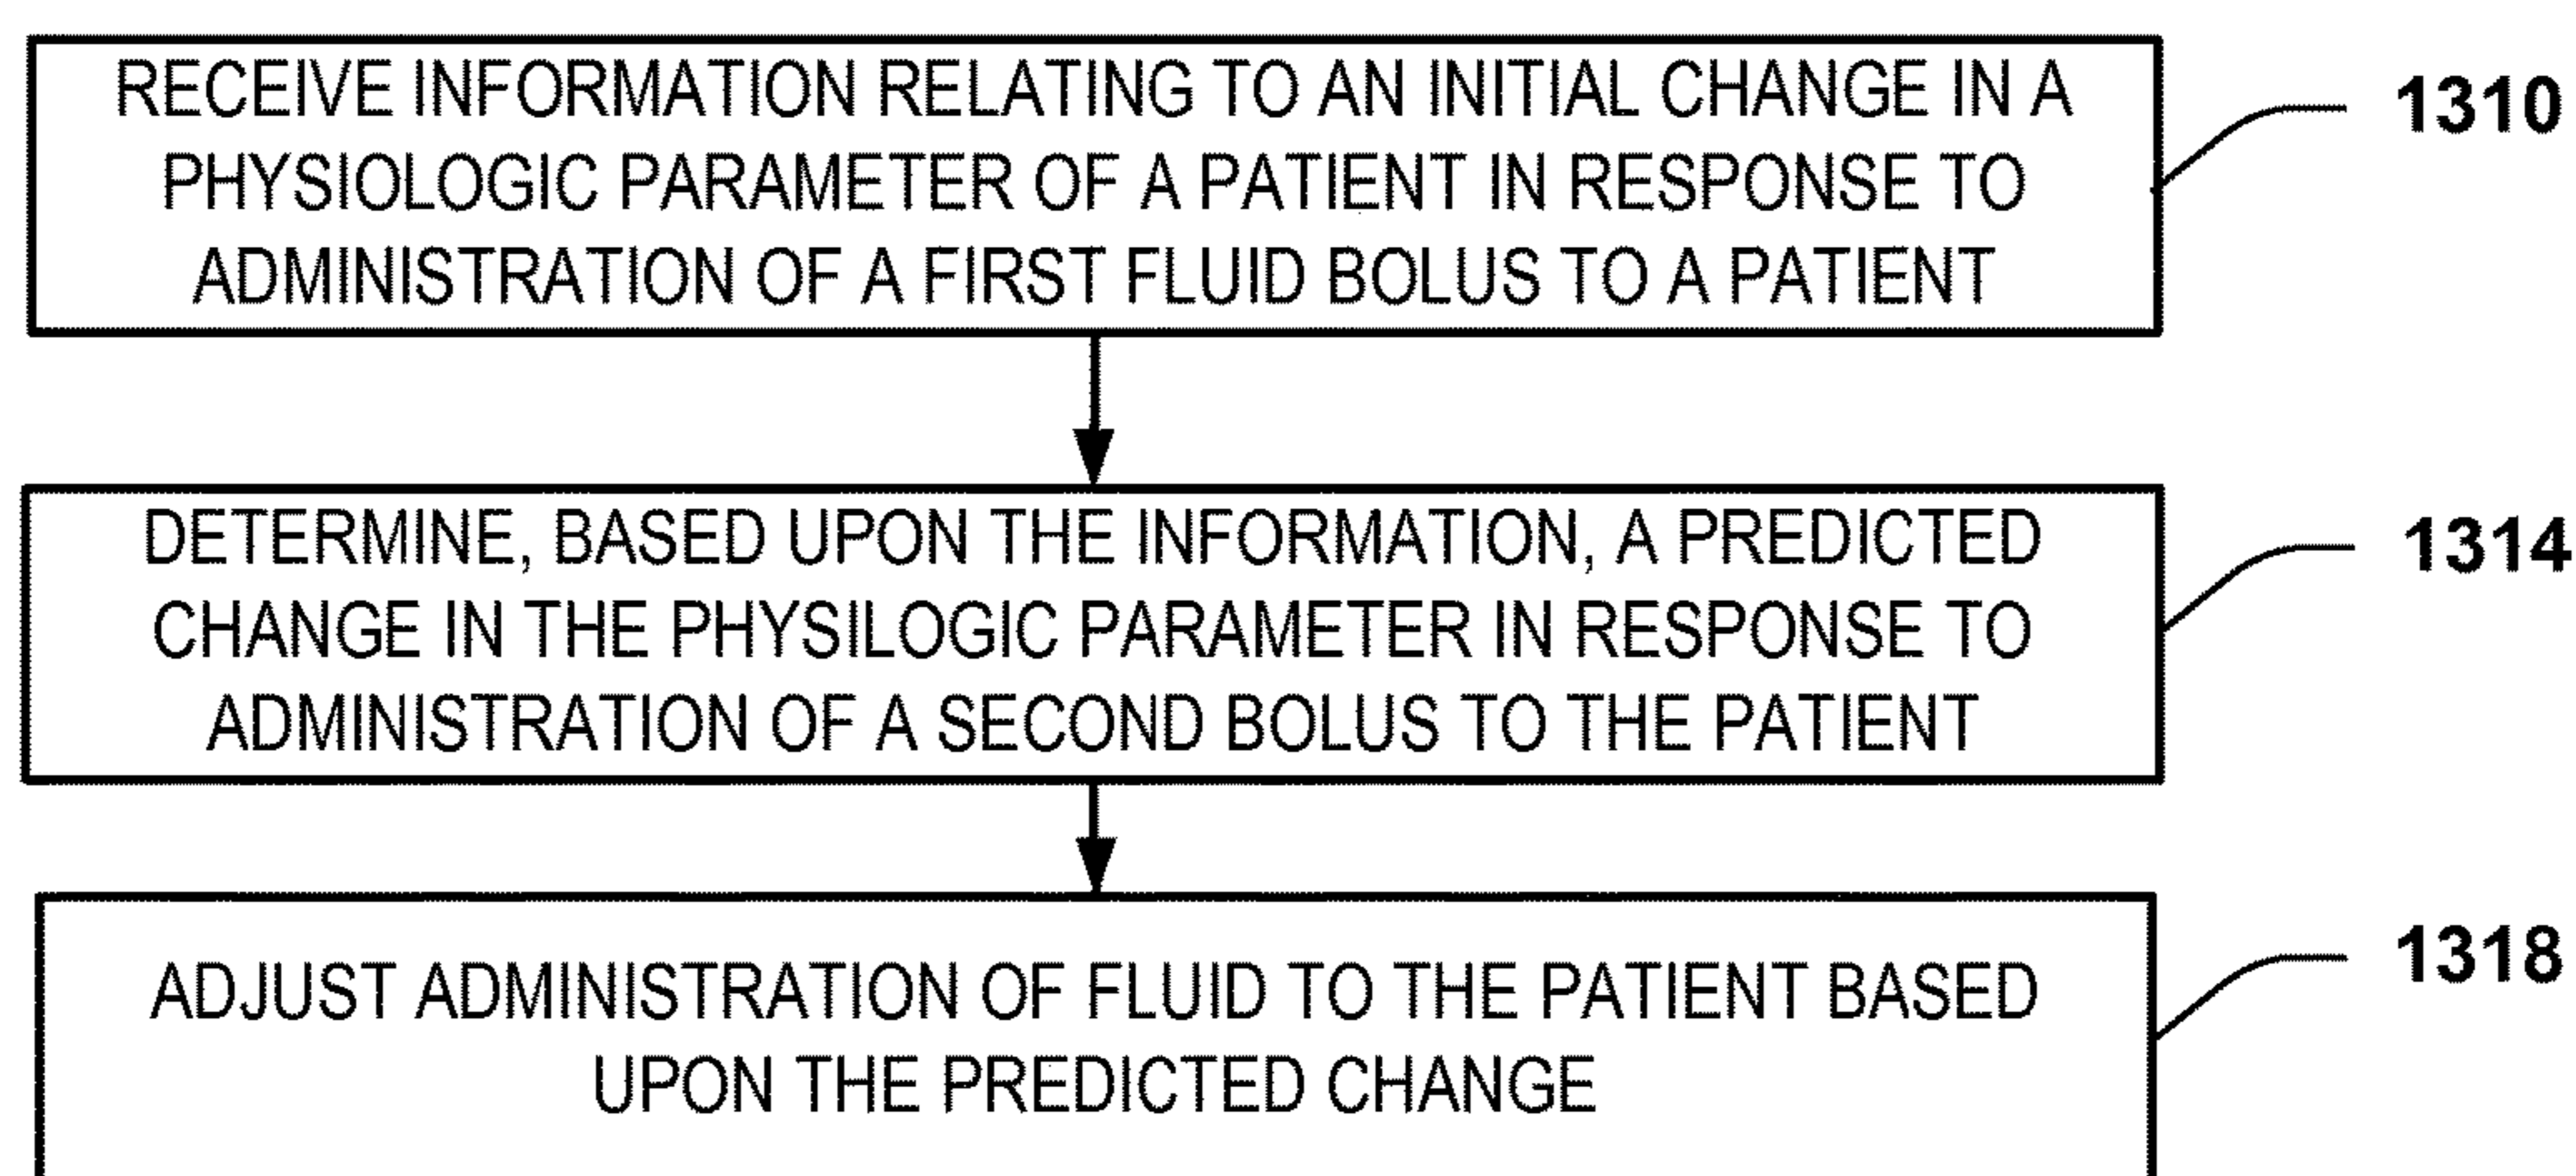 RECEIVE INFORMATION RELATING TO AN INITIAL CHANGE IN A
PHYSIOLOGIC PARAMETER OF A PATIENT IN RESPONSE TO
ADMINISTRATION OF A FIRST FLUID BOLUS TO A PATIENT
1310
DETERMINE, BASED UPON THE INFORMATION, A PREDICTED
CHANGE IN THE PHYSILOGIC PARAMETER IN RESPONSE TO
ADMINISTRATION OF A SECOND BOLUS TO THE PATIENT
1314
ADJUST ADMINISTRATION OF FLUID TO THE PATIENT BASED
UPON THE PREDICTED CHANGE
1318